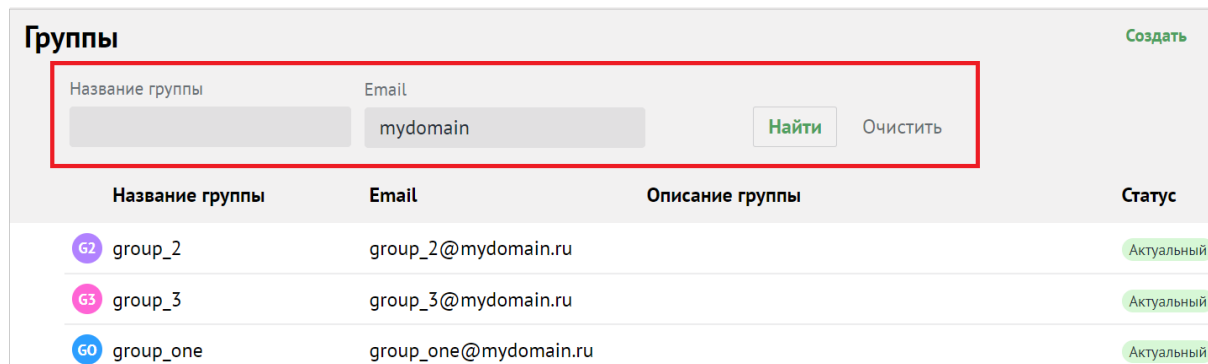 Группы Создать
Название группы Email
mydomain Найти Очистить
Название группы Email Описание группы Статус
G2 group_2 group_2@mydomain.ru Актуальный
G3 group_3 group_3@mydomain.ru Актуальный
GO group_one group_one@mydomain.ru Актуальный